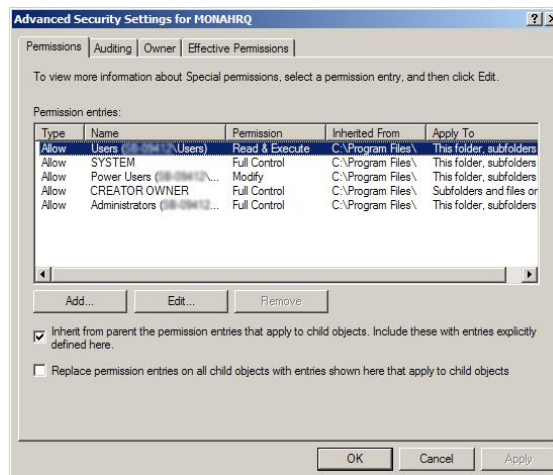 Advanced Security Settings for MONAHRQ
Permissions Auditing Owner Effective Permissions
To view more information about Special permissions, select a permission entry, and then click Edit.
Permission entries:
Type Name Permission Inherited From Apply To
Allow Users ( \Users) Read & Execute C:\Program Files\ This folder, subfolders
Allow SYSTEM Full Control C:\Program Files\ This folder, subfolders
Allow Power Users ( \... Modify C:\Program Files\ This folder, subfolders
Allow CREATOR OWNER Full Control C:\Program Files\ Subfolders and files or
Allow Administrators ( ... Full Control C:\Program Files\ This folder, subfolders
Add... Edit... Remove
Inherit from parent the permission entries that apply to child objects. Include these with entries explicitly
defined here.
Replace permission entries on all child objects with entries shown here that apply to child objects
OK Cancel Apply